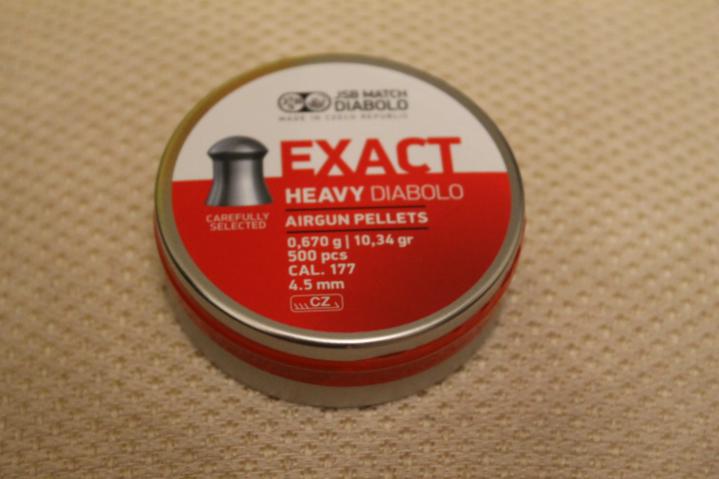 JSB MATCH
DIABOLO
MADE IN CZECH REPUBLIC
EXACT
HEAVY DIABOLO
AIRGUN PELLETS
CAREFULLY
SELECTED
0,670 g | 10,34 gr
500 pcs
CAL. 177
4.5 mm
CZ